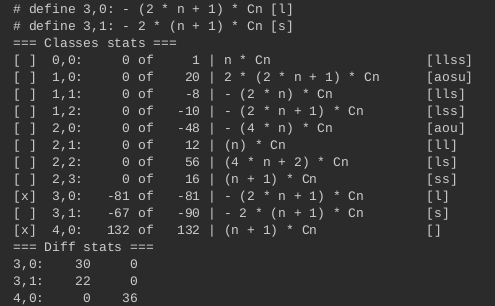 # define 3,0: - (2 * n + 1) * Cn [l]
# define 3,1: - 2 * (n + 1) * Cn [s]
=== Classes stats ===
[ ]  0,0:     0 of     1 | n * Cn                    [llss]
[ ]  1,0:     0 of    20 | 2 * (2 * n + 1) * Cn      [aosu]
[ ]  1,1:     0 of    -8 | - (2 * n) * Cn            [lls]
[ ]  1,2:     0 of   -10 | - (2 * n + 1) * Cn        [lss]
[ ]  2,0:     0 of   -48 | - (4 * n) * Cn            [aou]
[ ]  2,1:     0 of    12 | (n) * Cn                  [ll]
[ ]  2,2:     0 of    56 | (4 * n + 2) * Cn          [ls]
[ ]  2,3:     0 of    16 | (n + 1) * Cn              [ss]
[x]  3,0:   -81 of   -81 | - (2 * n + 1) * Cn        [l]
[ ]  3,1:   -67 of   -90 | - 2 * (n + 1) * Cn        [s]
[x]  4,0:   132 of   132 | (n + 1) * Cn              []
=== Diff stats ===
3,0:    30     0
3,1:    22     0
4,0:     0    36